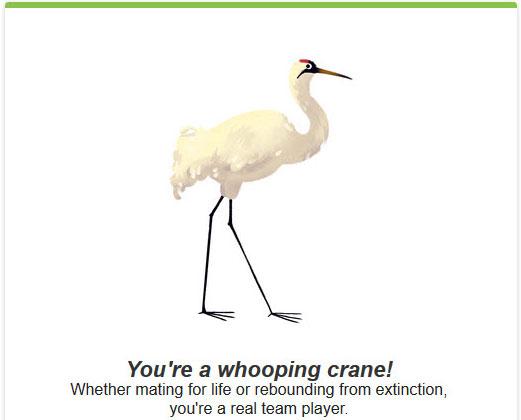 You're a whooping crane!
Whether mating for life or rebounding from extinction,
you're a real team player.